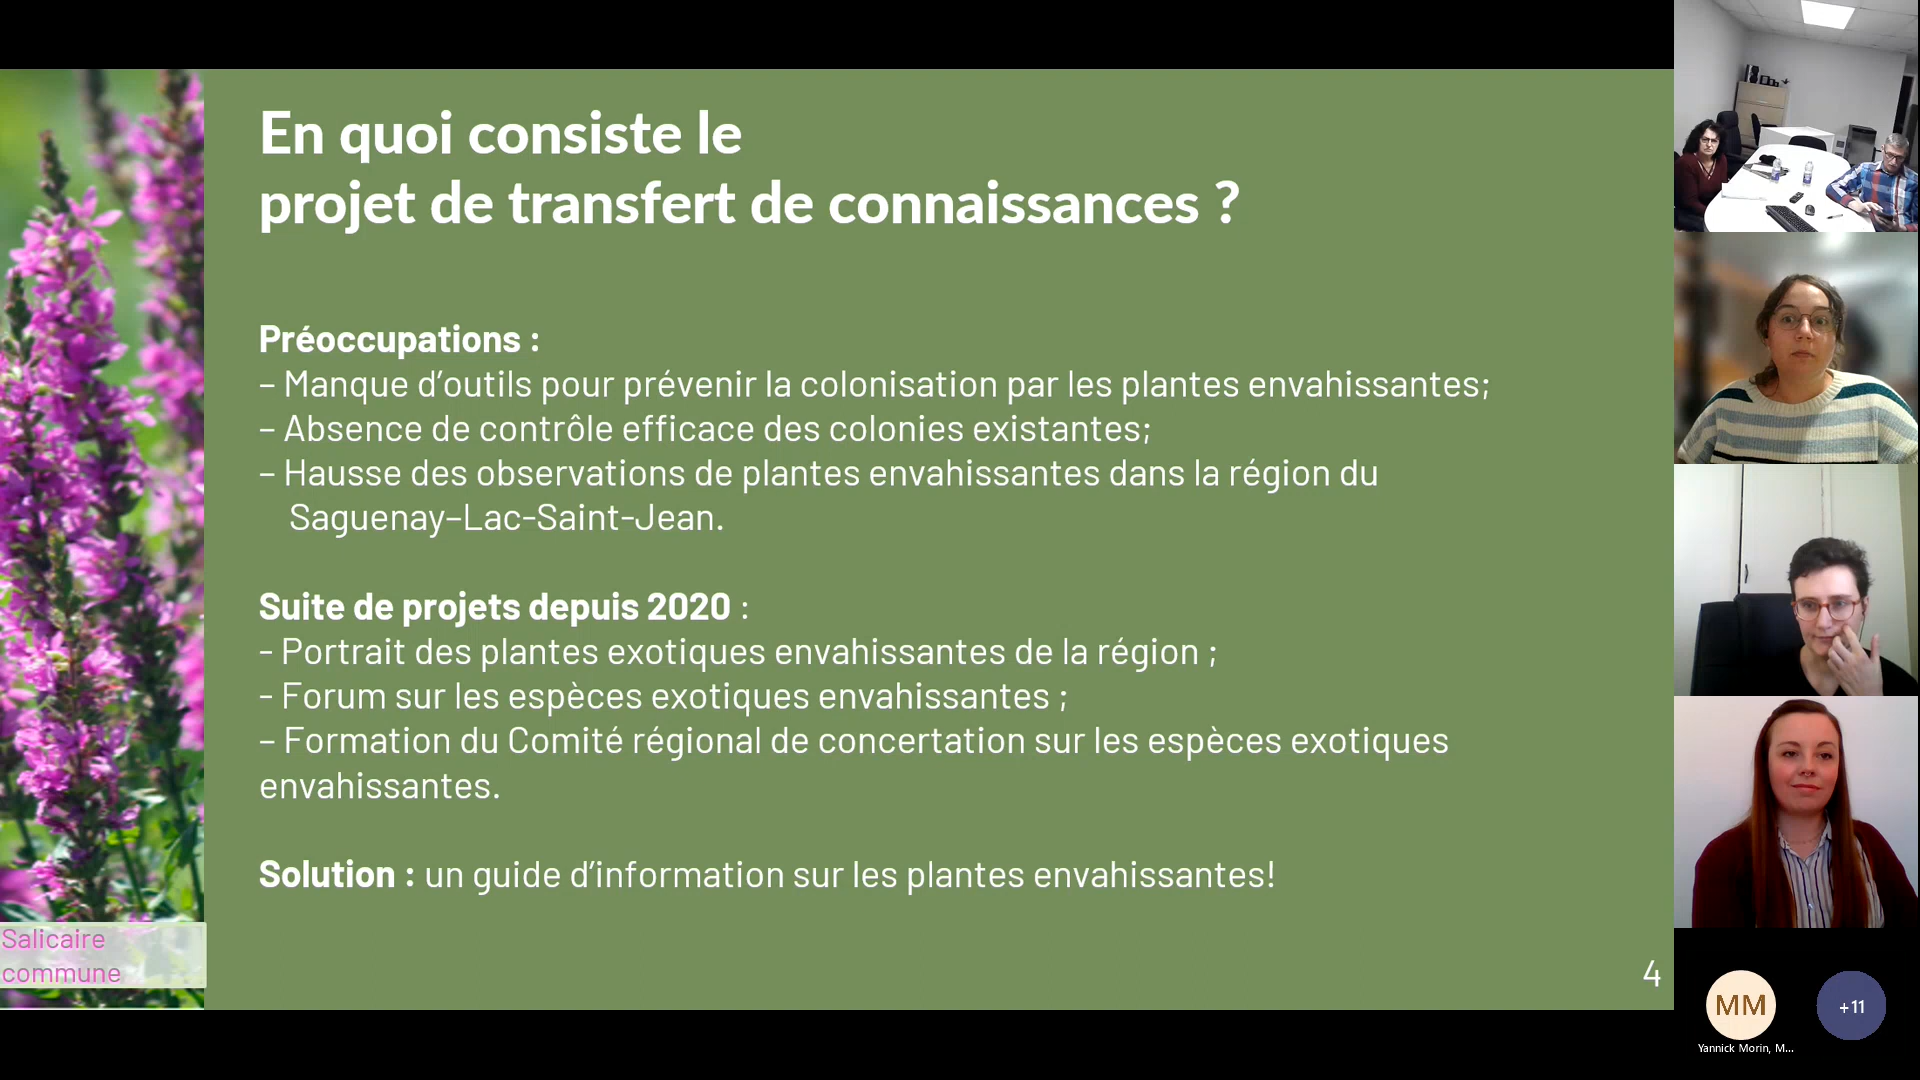 En quoi consiste le
projet de transfert de connaissances ?
Préoccupations :
– Manque d’outils pour prévenir la colonisation par les plantes envahissantes;
– Absence de contrôle efficace des colonies existantes;
– Hausse des observations de plantes envahissantes dans la région du
Saguenay–Lac-Saint-Jean.
Suite de projets depuis 2020 :
- Portrait des plantes exotiques envahissantes de la région ;
- Forum sur les espèces exotiques envahissantes ;
– Formation du Comité régional de concertation sur les espèces exotiques
envahissantes.
Solution : un guide d’information sur les plantes envahissantes!
Salicaire
commune
4
MM
+11
Yannick Morin, M...